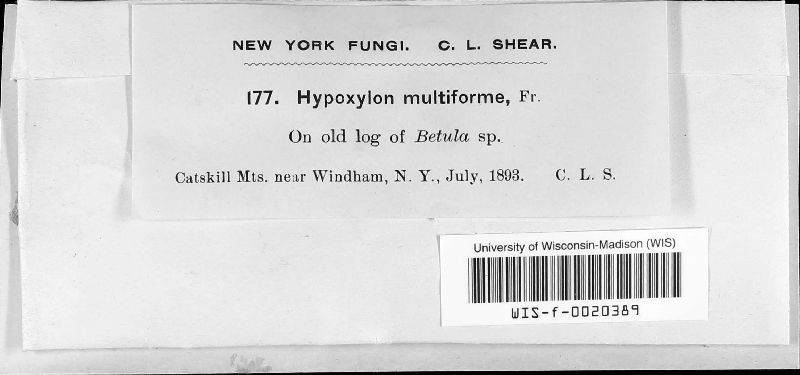 NEW YORK FUNGI. C. L. SHEAR.
177. Hypoxylon multiforme, Fr.
On old log of Betula sp.
Catskill Mts. near Windham, N. Y., July, 1893. C. L. S.
University of Wisconsin-Madison (WIS)
WIS-f-0020389